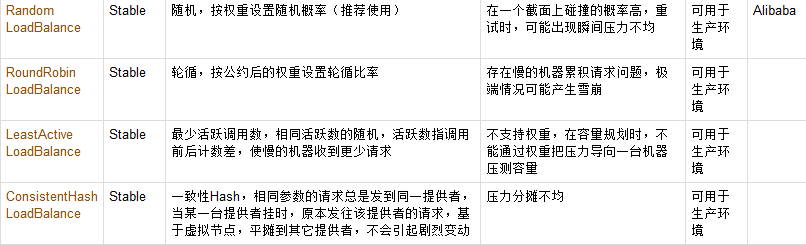 Random
LoadBalance
Stable
随机，按权重设置随机概率（推荐使用）
在一个截面上碰撞的概率高，重
试时，可能出现瞬间压力不均
可用于
生产环
境
Alibaba
RoundRobin
LoadBalance
Stable
轮循，按公约后的权重设置轮循比率
存在慢的机器累积请求问题，极
端情况可能产生雪崩
可用于
生产环
境
LeastActive
LoadBalance
Stable
最少活跃调用数，相同活跃数的随机，活跃数指调用
前后计数差，使慢的机器收到更少请求
不支持权重，在容量规划时，不
能通过权重把压力导向一台机器
压测容量
可用于
生产环
境
ConsistentHash
LoadBalance
Stable
一致性Hash，相同参数的请求总是发到同一提供者，
当某一台提供者挂时，原本发往该提供者的请求，基
于虚拟节点，平摊到其它提供者，不会引起剧烈变动
压力分摊不均
可用于
生产环
境